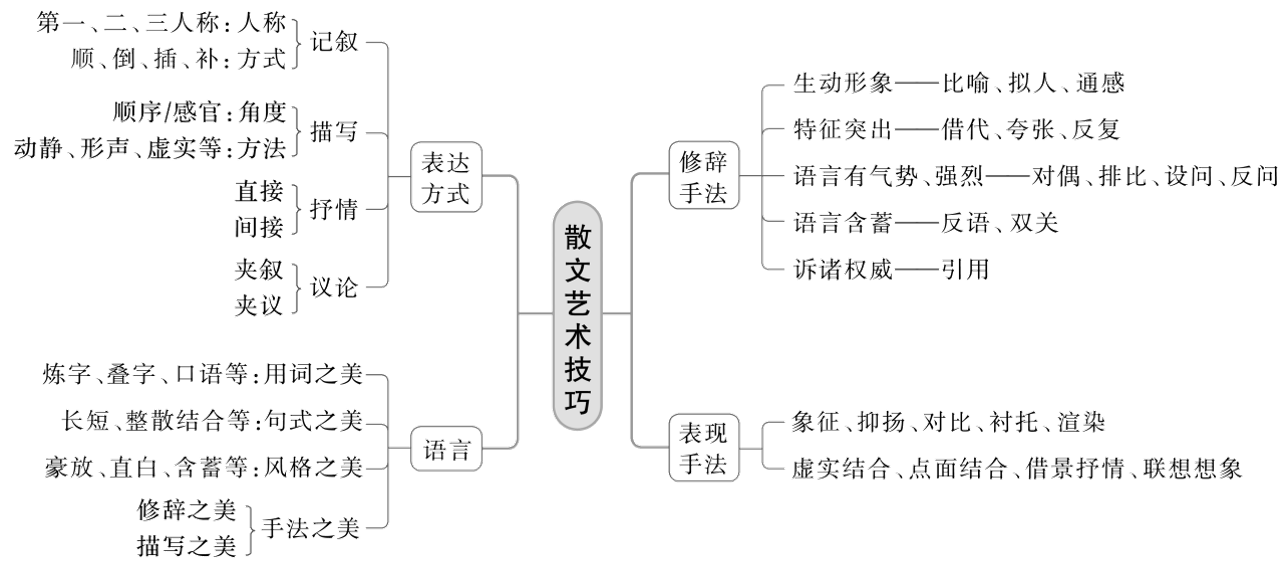 第一、二、三人称:人称
顺、倒、插、补:方式
记叙
顺序/感官:角度
动静、形声、虚实等:方法
描写
直接
间接
抒情
夹叙
夹议
议论
表达
方式
炼字、叠字、口语等:用词之美
长短、整散结合等:句式之美
豪放、直白、含蓄等:风格之美
修辞之美
描写之美
手法之美
语言
散文艺术技巧
修辞
手法
生动形象——比喻、拟人、通感
特征突出——借代、夸张、反复
语言有气势、强烈——对偶、排比、设问、反问
语言含蓄——反语、双关
诉诸权威——引用
表现
手法
象征、抑扬、对比、衬托、渲染
虚实结合、点面结合、借景抒情、联想想象